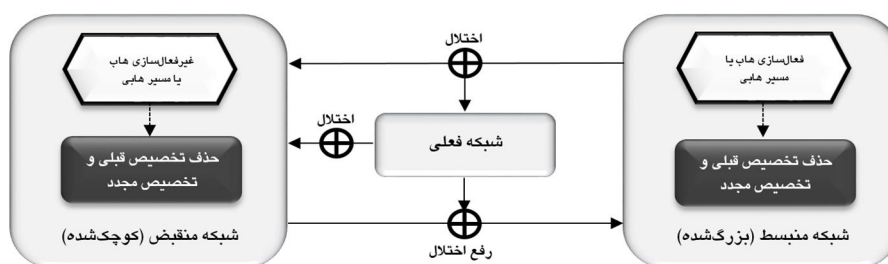 فعال‌سازی هاب یا
مسیر هابی
حذف تخصیص قبلی و
تخصیص مجدد
شبکه منبسط (بزرگ‌شده)
اختلال
شبکه فعلی
اختلال
رفع اختلال
غیرفعال‌سازی هاب
یا مسیر هابی
حذف تخصیص قبلی و
تخصیص مجدد
شبکه منقبض (کوچک‌شده)